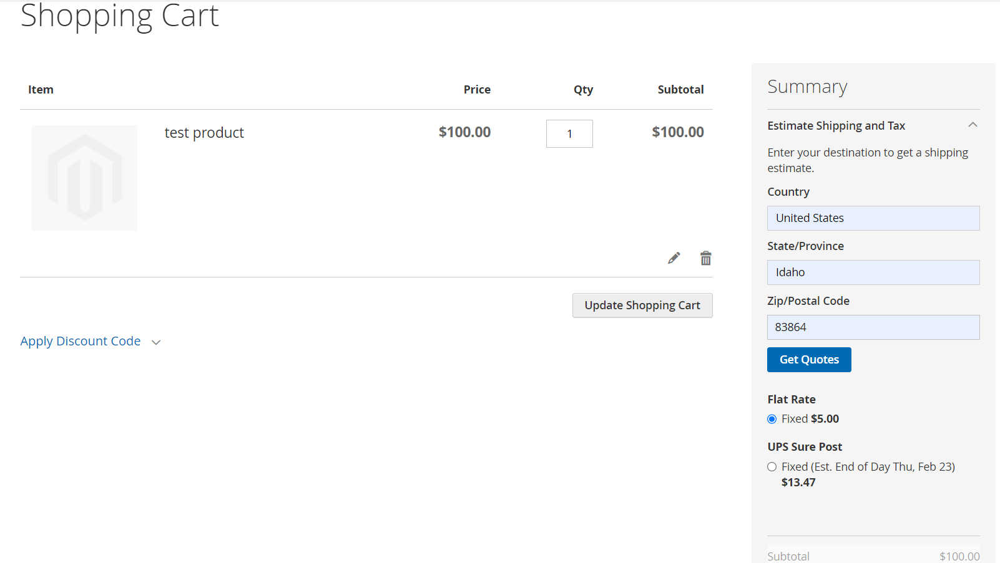 Shopping Cart
Item Price Qty Subtotal
test product $100.00 1 $100.00
Update Shopping Cart
Apply Discount Code
Summary
Estimate Shipping and Tax
Enter your destination to get a shipping
estimate.
Country
United States
State/Province
Idaho
Zip/Postal Code
83864
Get Quotes
Flat Rate
Fixed $5.00
UPS Sure Post
Fixed (Est. End of Day Thu, Feb 23)
$13.47
Subtotal $100.00